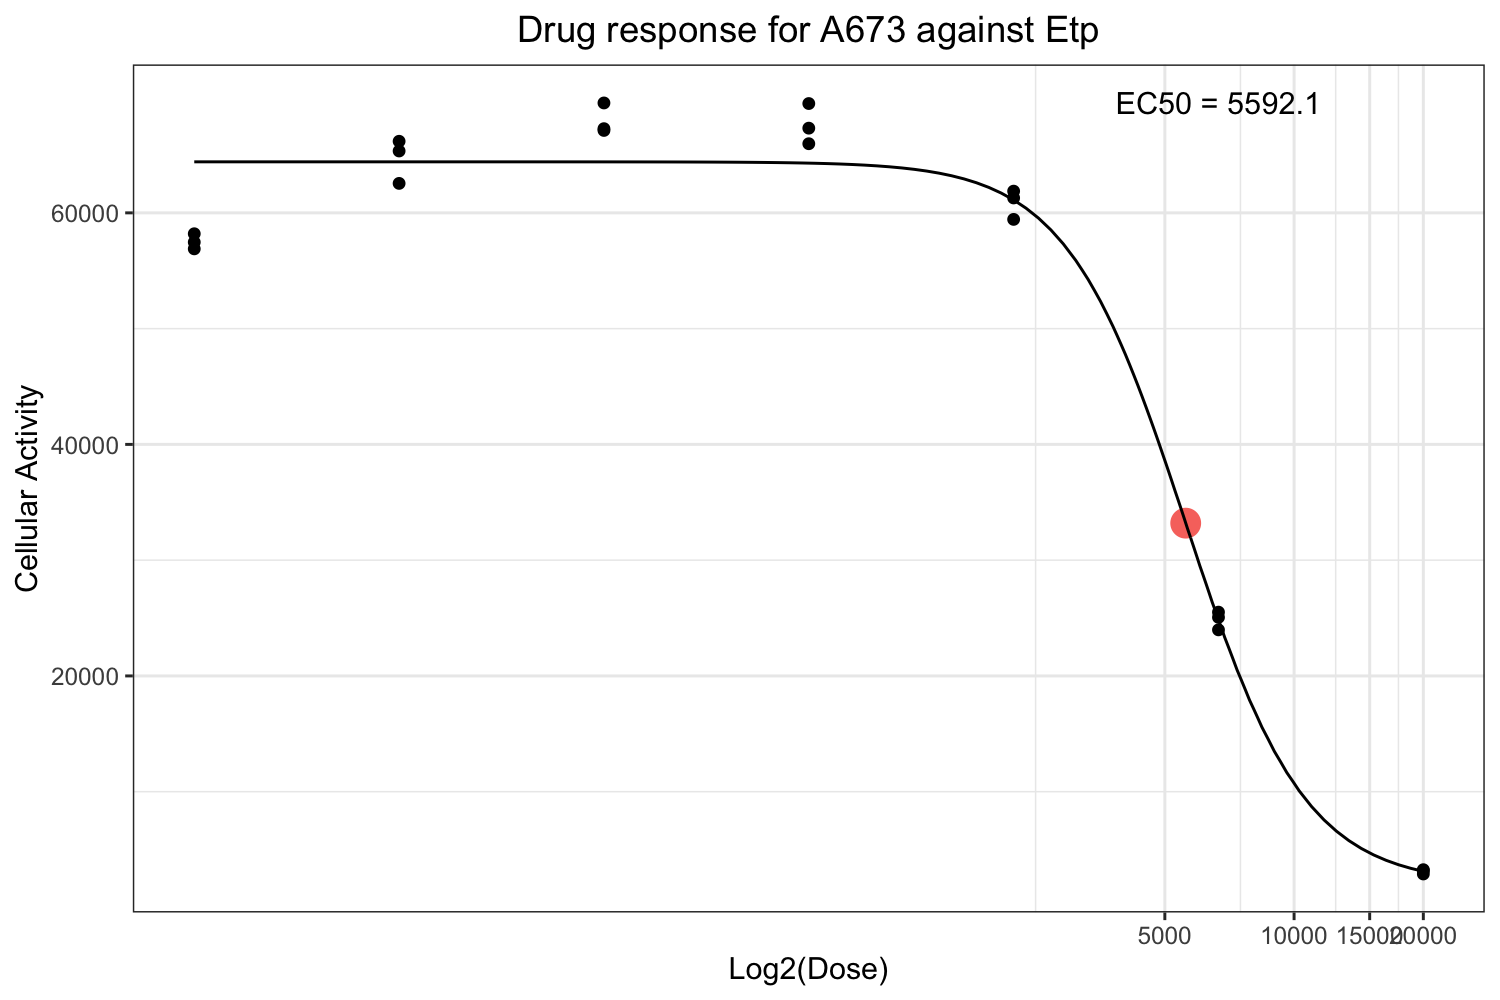 Drug response for A673 against Etp
EC50 = 5592.1
60000
40000
20000
Cellular Activity
5000
10000
15000
20000
Log2(Dose)